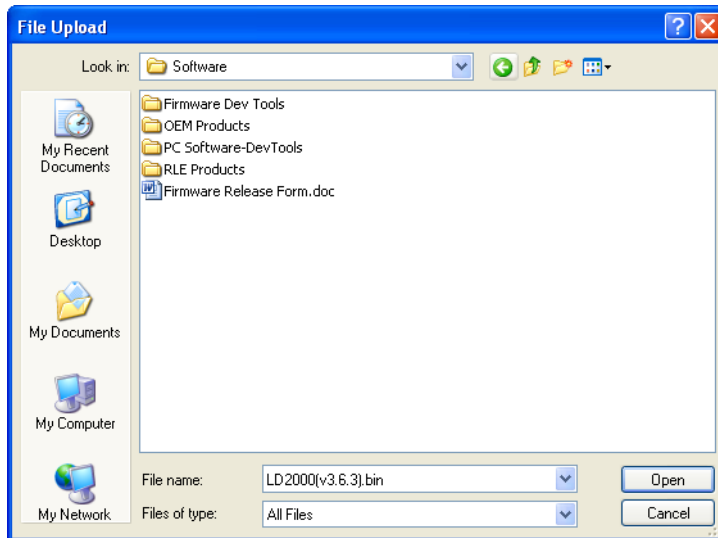 File Upload
Look in: Software
My Recent
Documents
Desktop
My Documents
My Computer
My Network
Firmware Dev Tools
OEM Products
PC Software-DevTools
RLE Products
Firmware Release Form.doc
File name: LD2000(v3.6.3).bin Open
Files of type: All Files Cancel